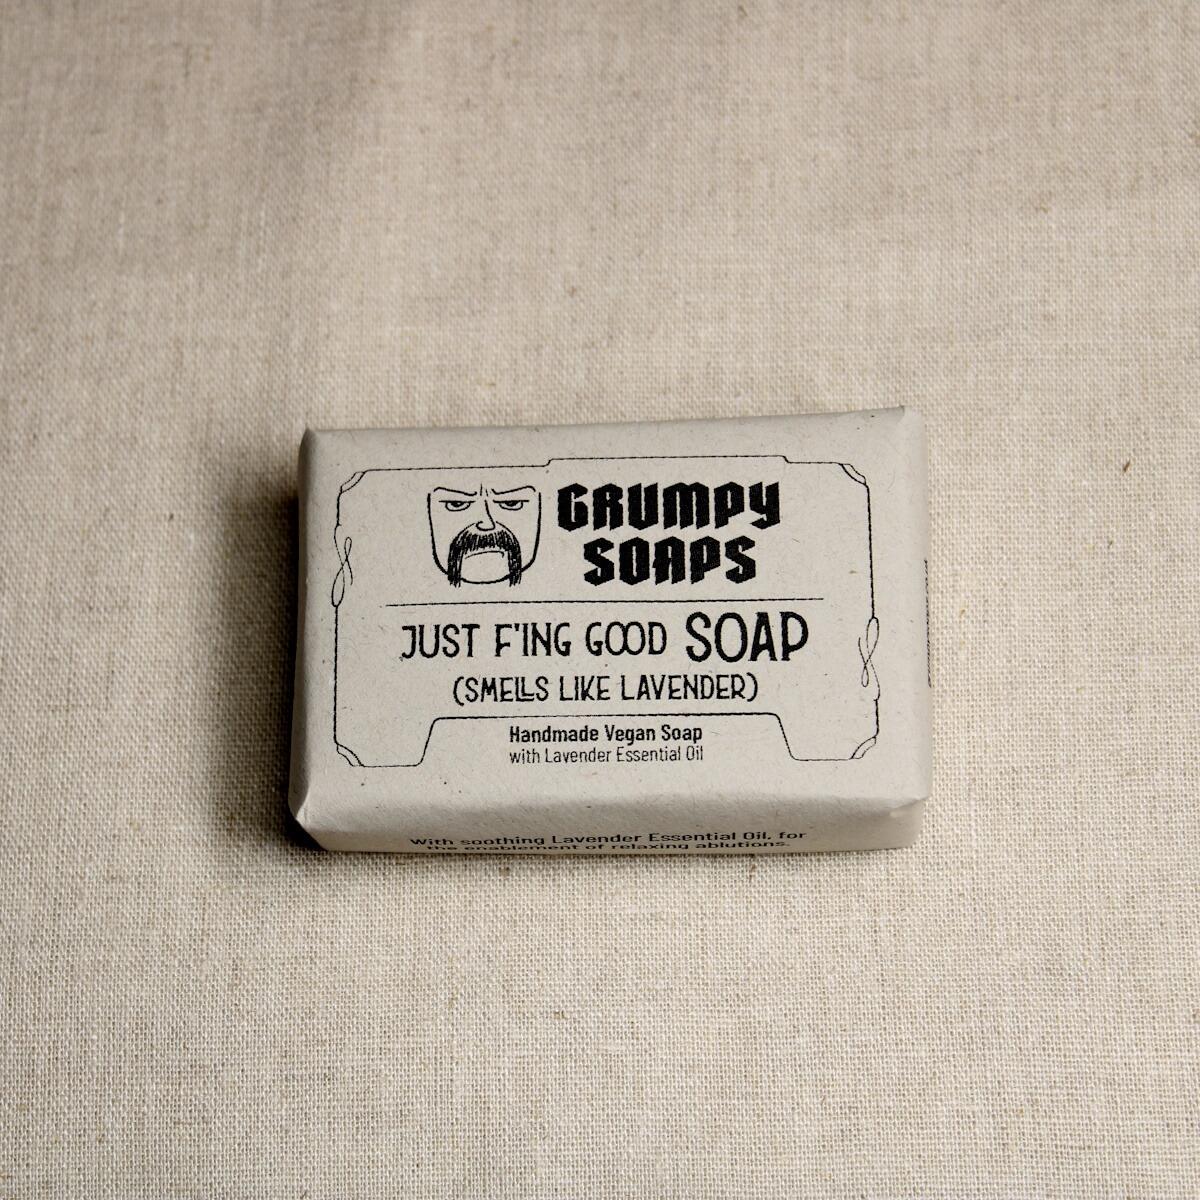 GRUMPY
SOAPS
JUST F'ING GOOD SOAP
(SMELLS LIKE LAVENDER)
Handmade Vegan Soap
with Lavender Essential Oil
With soothing Lavender Essential Oil, for
the enablement of relaxing ablutions.